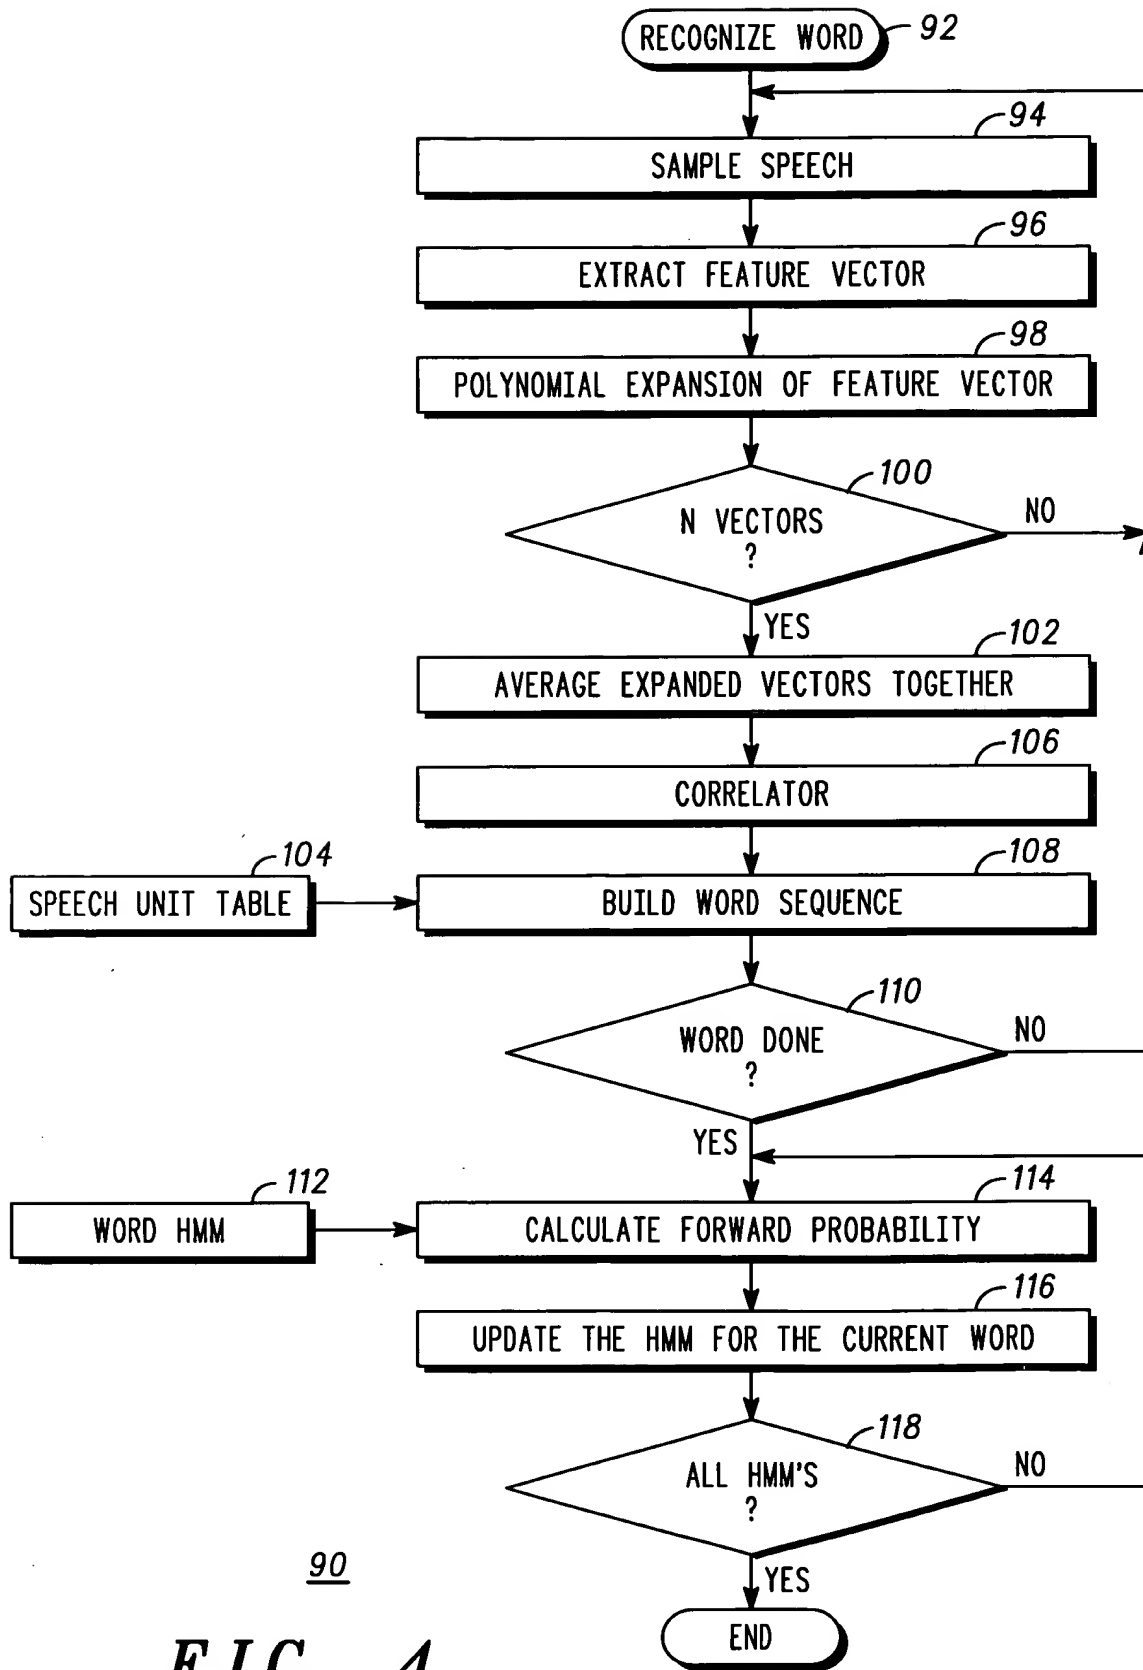 RECOGNIZE WORD 92
94
SAMPLE SPEECH
96
EXTRACT FEATURE VECTOR
98
POLYNOMIAL EXPANSION OF FEATURE VECTOR
100
N VECTORS
?
NO
YES
102
AVERAGE EXPANDED VECTORS TOGETHER
106
CORRELATOR
104
SPEECH UNIT TABLE
108
BUILD WORD SEQUENCE
110
WORD DONE
?
NO
YES
112
WORD HMM
114
CALCULATE FORWARD PROBABILITY
116
UPDATE THE HMM FOR THE CURRENT WORD
118
ALL HMM'S
?
NO
YES
90
END
FIG. 4